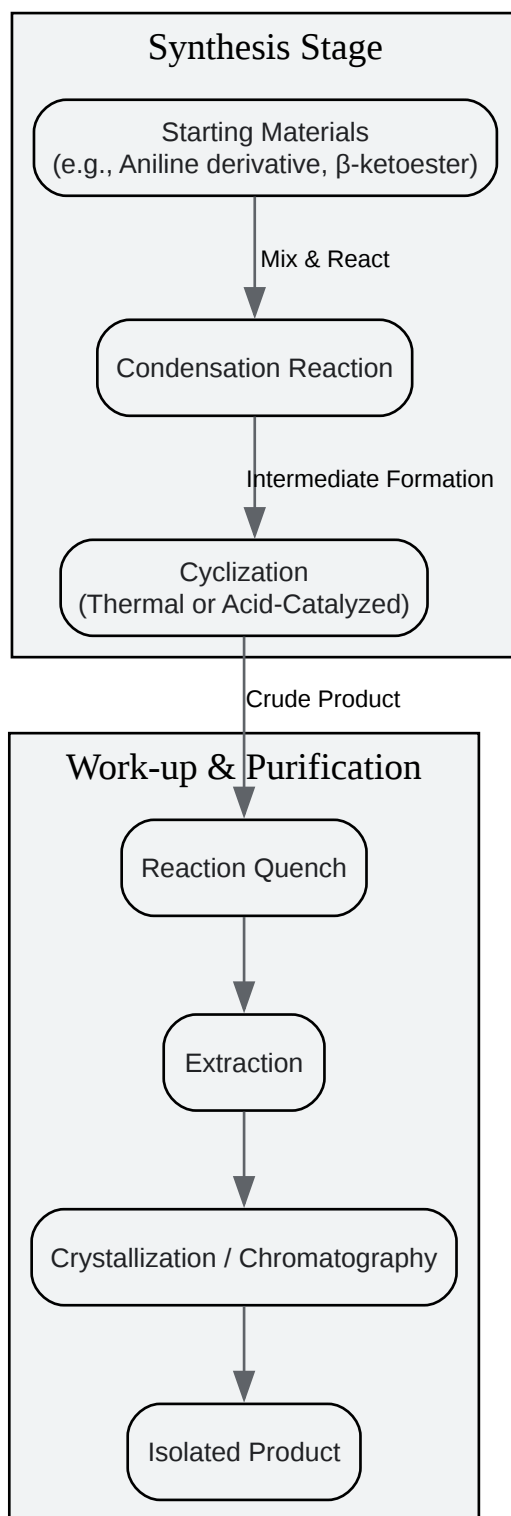 Synthesis Stage
Starting Materials
(e.g., Aniline derivative, β-ketoester)
Mix & React
Condensation Reaction
Intermediate Formation
Cyclization
(Thermal or Acid-Catalyzed)
Crude Product
Work-up & Purification
Reaction Quench
Extraction
Crystallization / Chromatography
Isolated Product